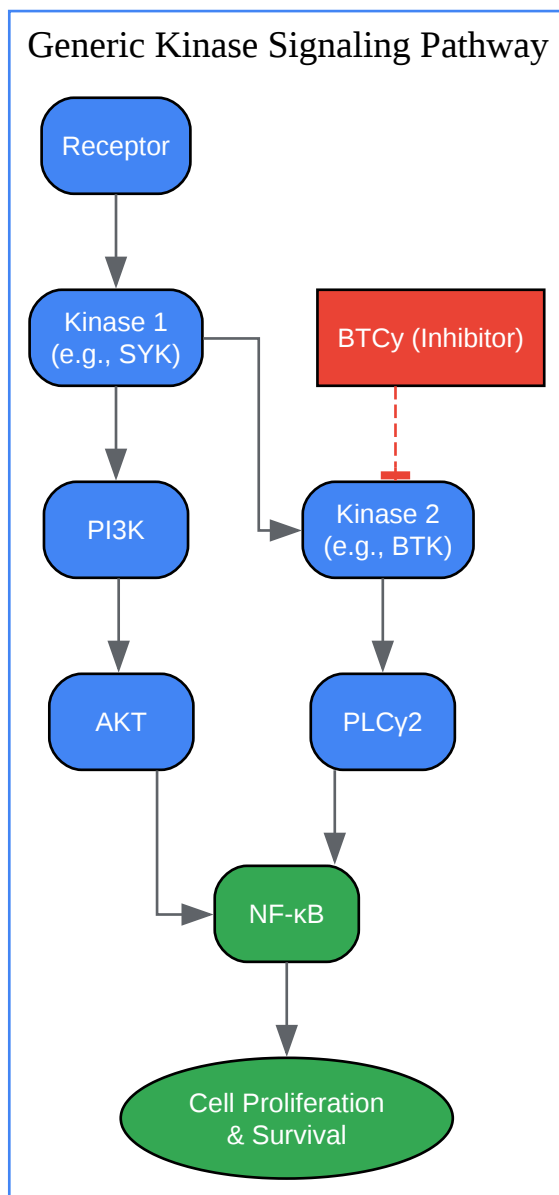 Generic Kinase Signaling Pathway
Receptor
Kinase 1
(e.g., SYK)
BTCy (Inhibitor)
PI3K
Kinase 2
(e.g., BTK)
AKT
PLCγ2
NF-κB
Cell Proliferation
& Survival